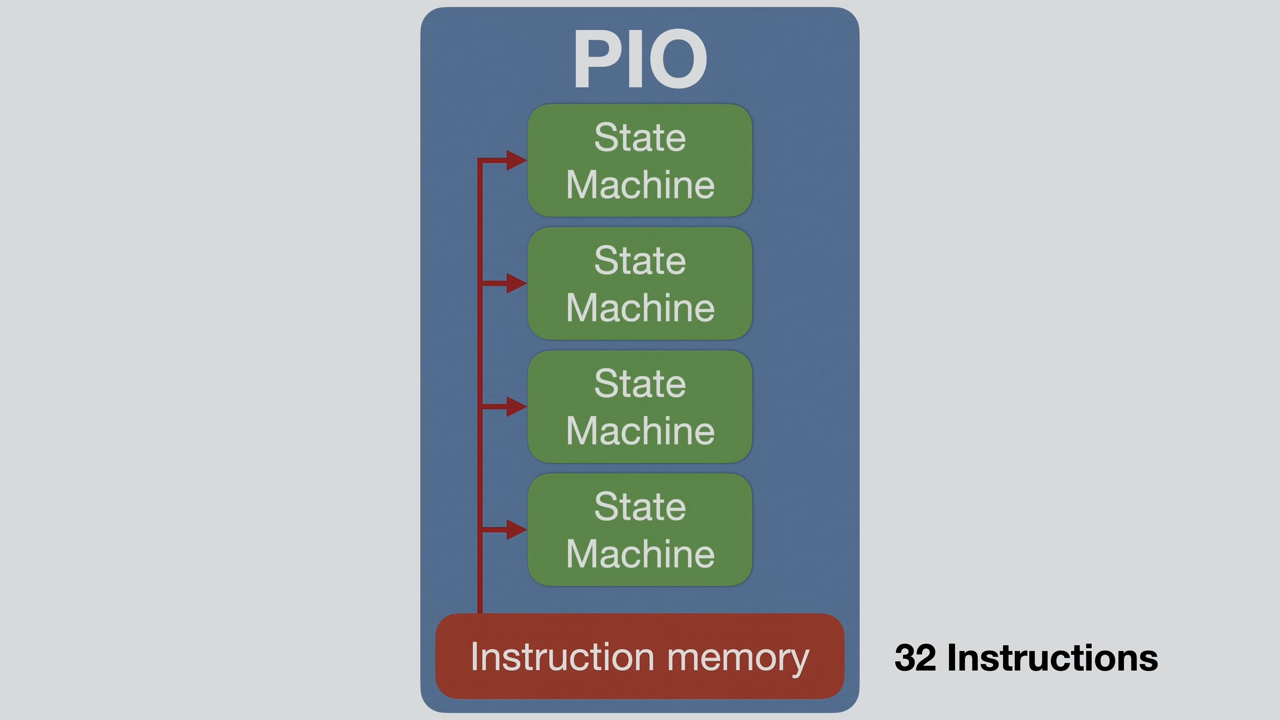 PIO
State
Machine
State
Machine
State
Machine
State
Machine
Instruction memory
32 Instructions